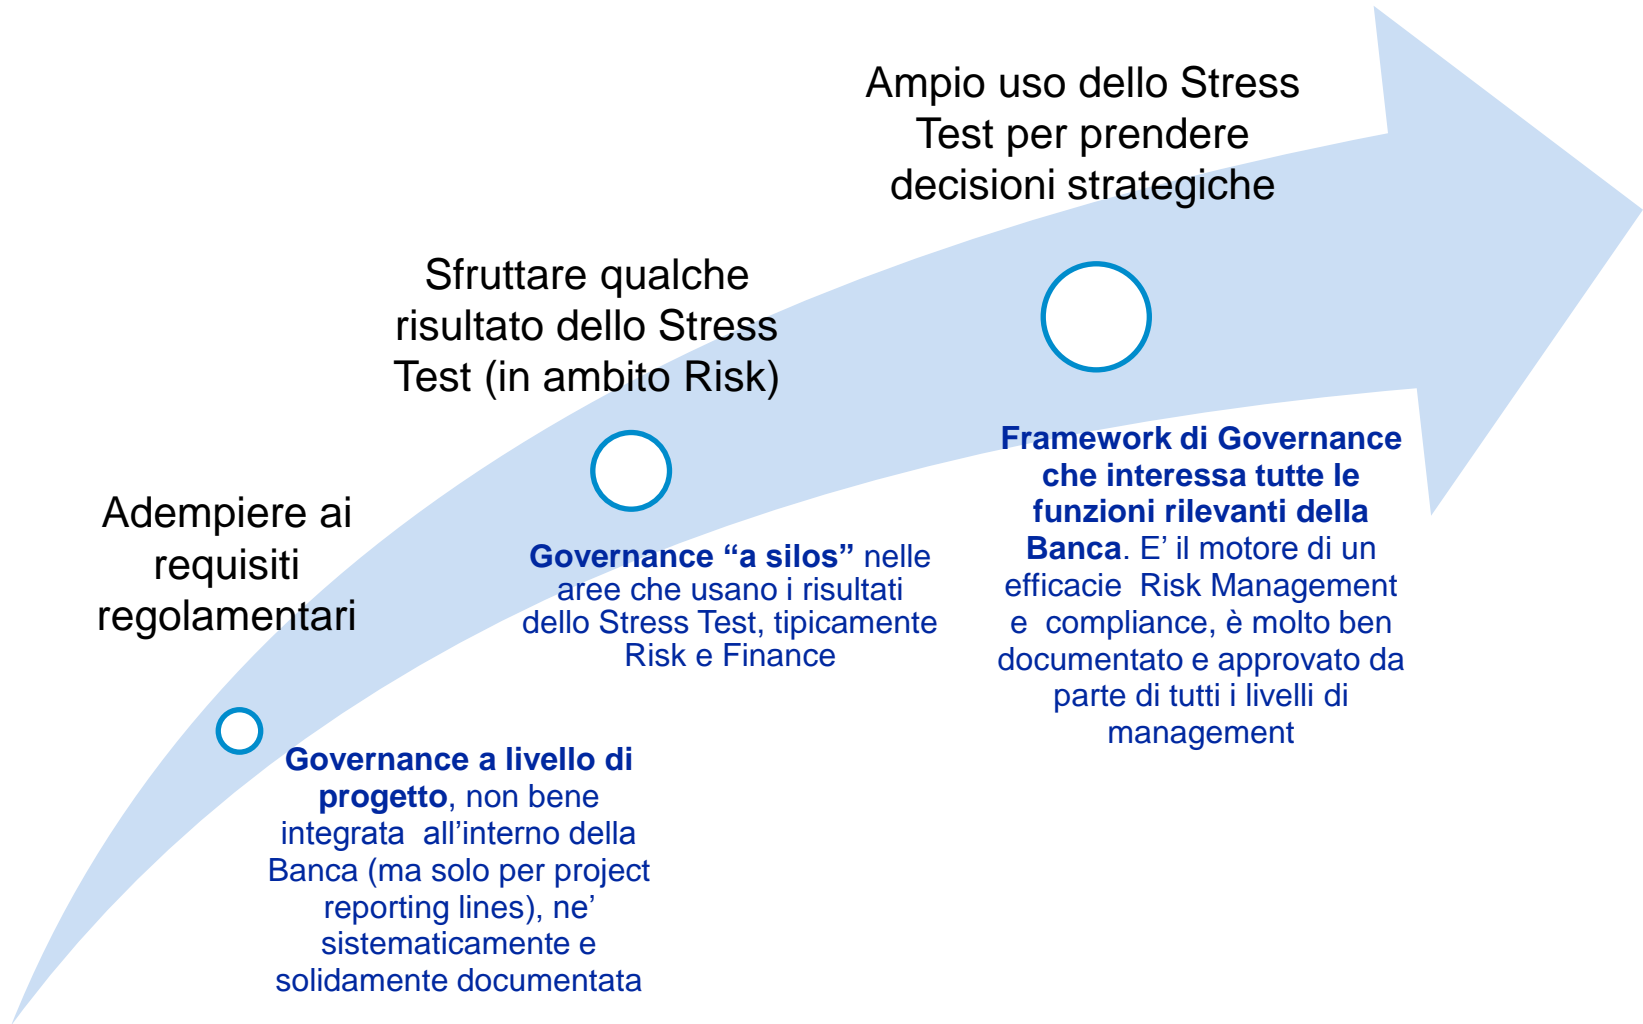 Ampio uso dello Stress
Test per prendere
decisioni strategiche
Sfruttare qualche
risultato dello Stress
Test (in ambito Risk)
Adempiere ai
requisiti
regolamentari
Framework di Governance
che interessa tutte le
funzioni rilevanti della
Banca. E’ il motore di un
efficacie  Risk Management
e  compliance, è molto ben
documentato e approvato da
parte di tutti i livelli di
management
Governance “a silos” nelle
aree che usano i risultati
dello Stress Test, tipicamente
Risk e Finance
Governance a livello di
progetto, non bene
integrata  all’interno della
Banca (ma solo per project
reporting lines), ne’
sistematicamente e
solidamente documentata